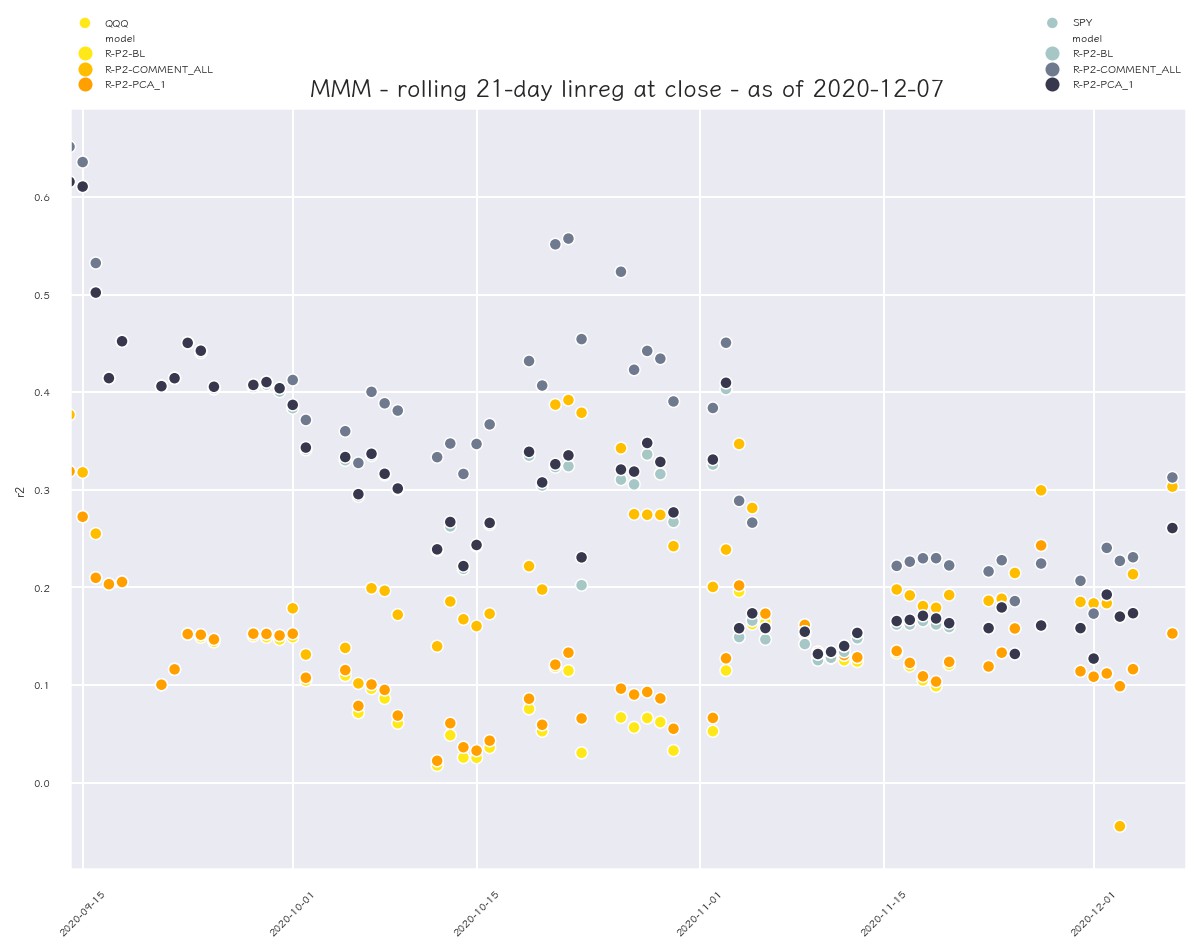 QQQ
model
R-P2-BL
R-P2-COMMENT_ALL
R-P2-PCA_1
SPY
model
R-P2-BL
R-P2-COMMENT_ALL
R-P2-PCA_1
MMM - rolling 21-day linreg at close - as of 2020-12-07
r2
0.6
0.5
0.4
0.3
0.2
0.1
0.0
2020-09-15
2020-10-01
2020-10-15
2020-11-01
2020-11-15
2020-12-01